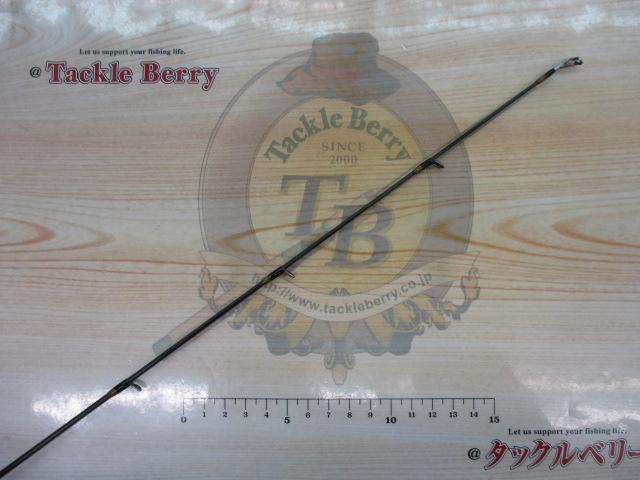 Let us support your fishing life.
@ Tackle Berry
Tackle Berry
SINCE
2000
TB
http://www.tackleberry.co.jp
0 1 2 3 4 5 6 7 8 9 10 11 12 13 14 15
Let us support your fishing life.
@ タックルベリー